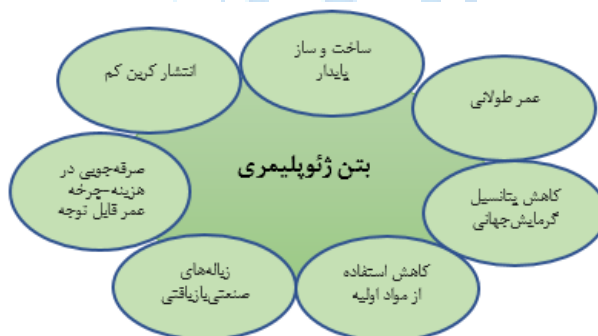 ساخت و ساز
پایدار
عمر طولانی
کاهش پتانسیل
گرمایش‌جهانی
کاهش استفاده
از مواد اولیه
زباله‌های
صنعتی‌بازیافتی
صرفه‌جویی در
هزینه-چرخه
عمر قابل توجه
انتشار کربن کم
بتن ژئوپلیمری